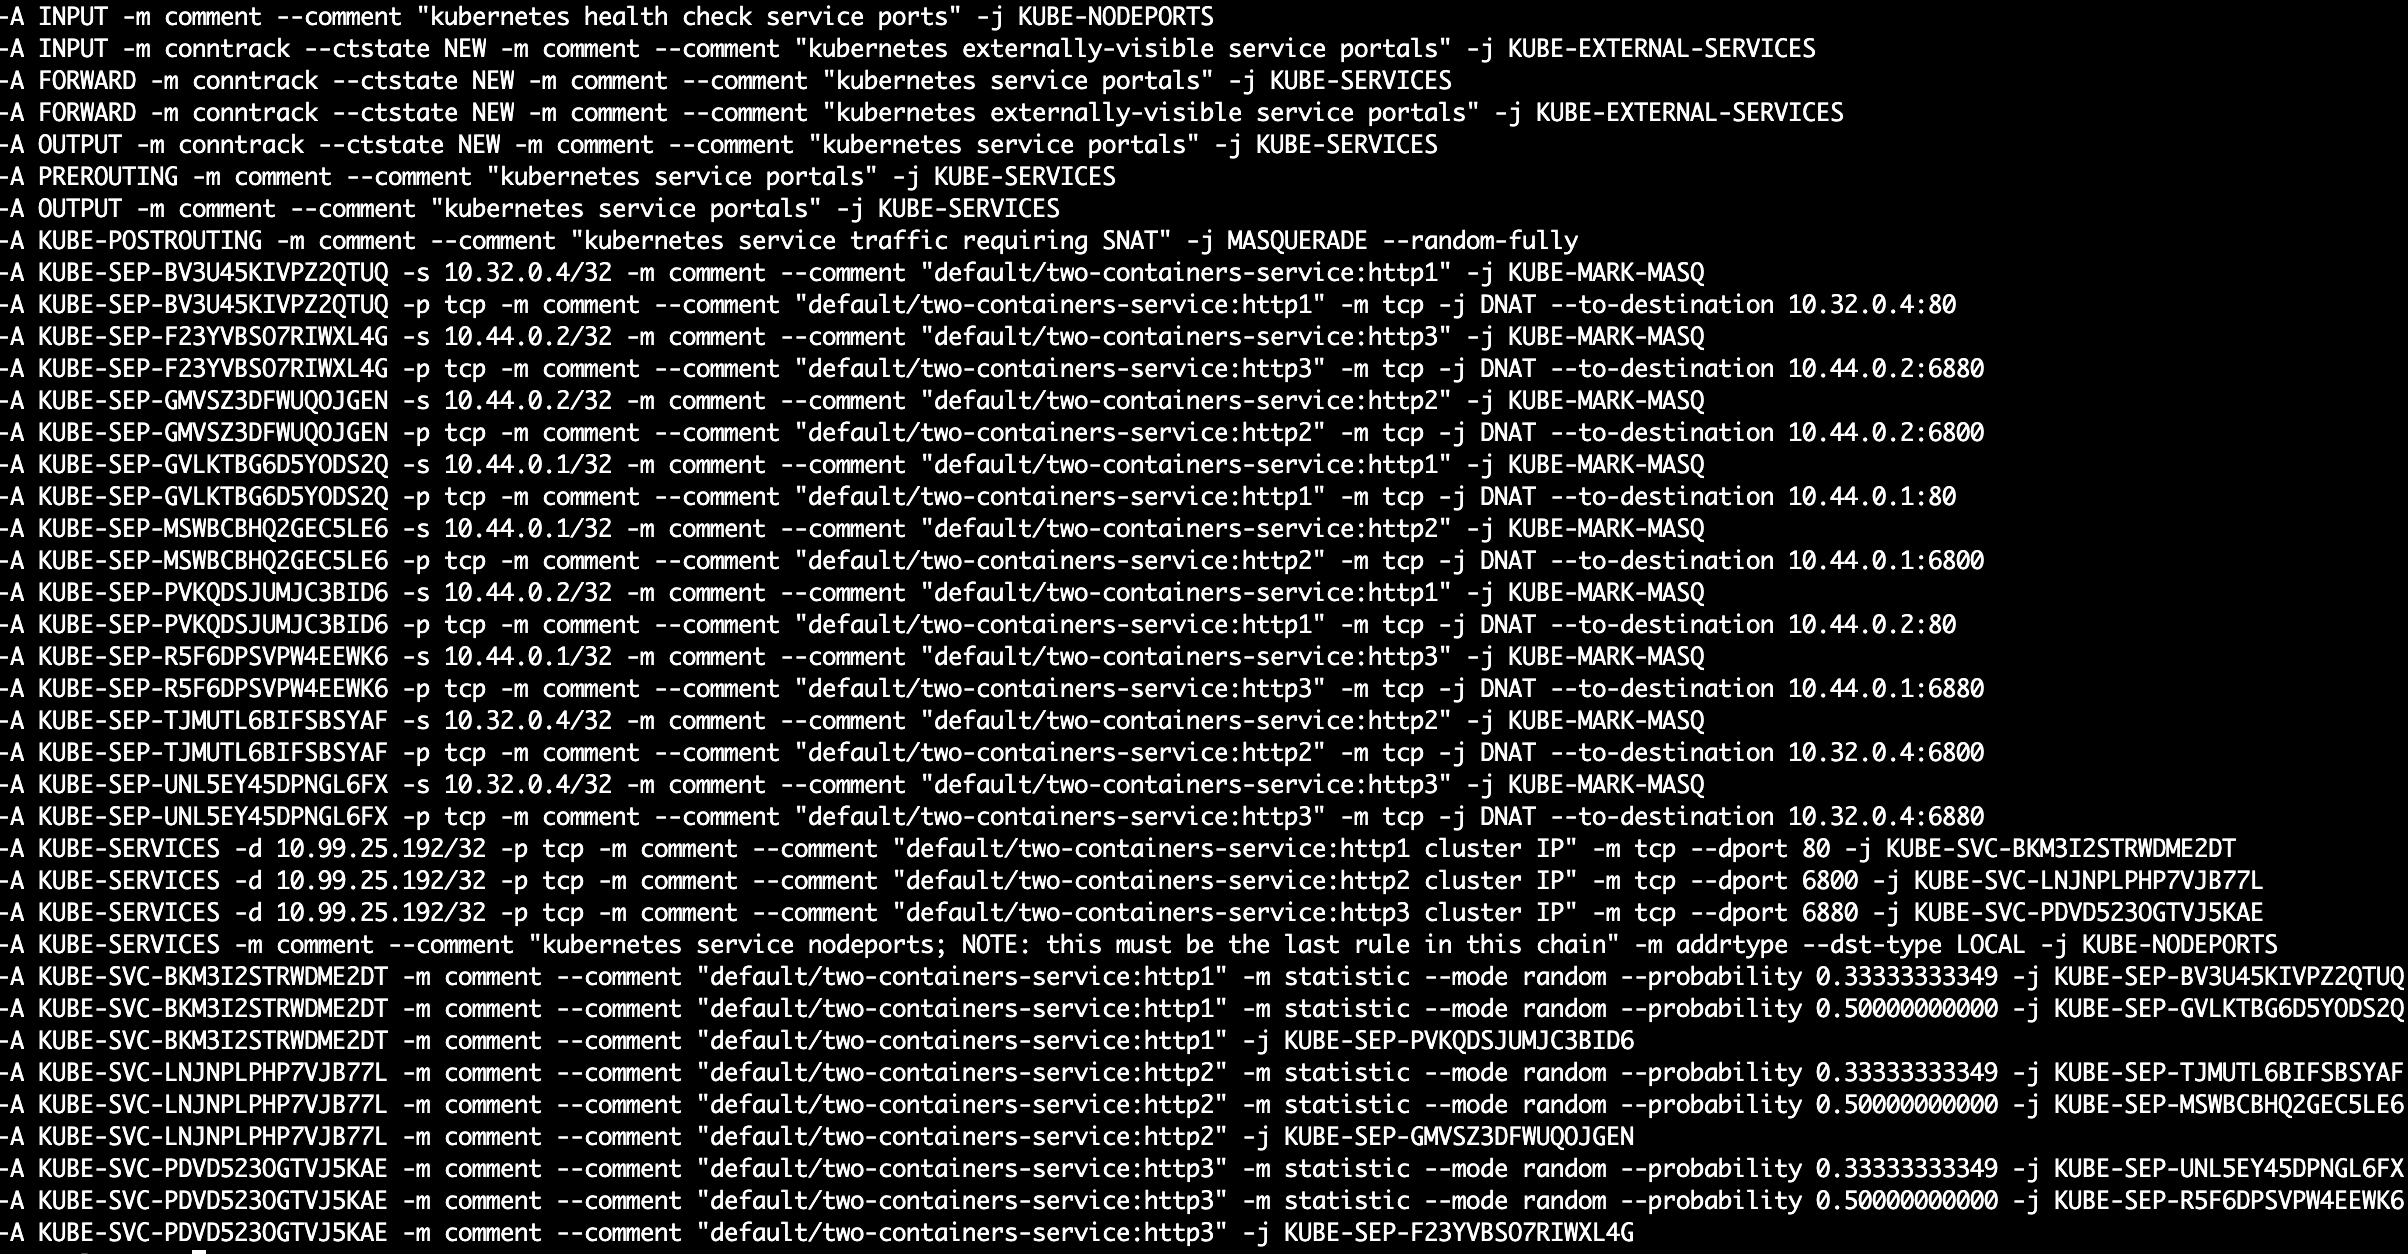 -A INPUT -m comment --comment "kubernetes health check service ports" -j KUBE-NODEPORTS
-A INPUT -m conntrack --ctstate NEW -m comment --comment "kubernetes externally-visible service portals" -j KUBE-EXTERNAL-SERVICES
-A FORWARD -m conntrack --ctstate NEW -m comment --comment "kubernetes service portals" -j KUBE-SERVICES
-A FORWARD -m conntrack --ctstate NEW -m comment --comment "kubernetes externally-visible service portals" -j KUBE-EXTERNAL-SERVICES
-A OUTPUT -m conntrack --ctstate NEW -m comment --comment "kubernetes service portals" -j KUBE-SERVICES
-A PREROUTING -m comment --comment "kubernetes service portals" -j KUBE-SERVICES
-A OUTPUT -m comment --comment "kubernetes service portals" -j KUBE-SERVICES
-A KUBE-POSTROUTING -m comment --comment "kubernetes service traffic requiring SNAT" -j MASQUERADE --random-fully
-A KUBE-SEP-BV3U45KIVPZ2QTUQ -s 10.32.0.4/32 -m comment --comment "default/two-containers-service:http1" -j KUBE-MARK-MASQ
-A KUBE-SEP-BV3U45KIVPZ2QTUQ -p tcp -m comment --comment "default/two-containers-service:http1" -m tcp -j DNAT --to-destination 10.32.0.4:80
-A KUBE-SEP-F23YVBSO7RIWXL4G -s 10.44.0.2/32 -m comment --comment "default/two-containers-service:http3" -j KUBE-MARK-MASQ
-A KUBE-SEP-F23YVBSO7RIWXL4G -p tcp -m comment --comment "default/two-containers-service:http3" -m tcp -j DNAT --to-destination 10.44.0.2:6880
-A KUBE-SEP-GMVSZ3DFWUQOJGEN -s 10.44.0.2/32 -m comment --comment "default/two-containers-service:http2" -j KUBE-MARK-MASQ
-A KUBE-SEP-GMVSZ3DFWUQOJGEN -p tcp -m comment --comment "default/two-containers-service:http2" -m tcp -j DNAT --to-destination 10.44.0.2:6800
-A KUBE-SEP-GVLKTBG6D5YODS2Q -s 10.44.0.1/32 -m comment --comment "default/two-containers-service:http1" -j KUBE-MARK-MASQ
-A KUBE-SEP-GVLKTBG6D5YODS2Q -p tcp -m comment --comment "default/two-containers-service:http1" -m tcp -j DNAT --to-destination 10.44.0.1:80
-A KUBE-SEP-MSWBCBHQ2GEC5LE6 -s 10.44.0.1/32 -m comment --comment "default/two-containers-service:http2" -j KUBE-MARK-MASQ
-A KUBE-SEP-MSWBCBHQ2GEC5LE6 -p tcp -m comment --comment "default/two-containers-service:http2" -m tcp -j DNAT --to-destination 10.44.0.1:6800
-A KUBE-SEP-PVKQDSJUMJC3BID6 -s 10.44.0.2/32 -m comment --comment "default/two-containers-service:http1" -j KUBE-MARK-MASQ
-A KUBE-SEP-PVKQDSJUMJC3BID6 -p tcp -m comment --comment "default/two-containers-service:http1" -m tcp -j DNAT --to-destination 10.44.0.2:80
-A KUBE-SEP-R5F6DPSVPW4EEWK6 -s 10.44.0.1/32 -m comment --comment "default/two-containers-service:http3" -j KUBE-MARK-MASQ
-A KUBE-SEP-R5F6DPSVPW4EEWK6 -p tcp -m comment --comment "default/two-containers-service:http3" -m tcp -j DNAT --to-destination 10.44.0.1:6880
-A KUBE-SEP-TJMUTL6BIFSBSYAF -s 10.32.0.4/32 -m comment --comment "default/two-containers-service:http2" -j KUBE-MARK-MASQ
-A KUBE-SEP-TJMUTL6BIFSBSYAF -p tcp -m comment --comment "default/two-containers-service:http2" -m tcp -j DNAT --to-destination 10.32.0.4:6800
-A KUBE-SEP-UNL5EY45DPNGL6FX -s 10.32.0.4/32 -m comment --comment "default/two-containers-service:http3" -j KUBE-MARK-MASQ
-A KUBE-SEP-UNL5EY45DPNGL6FX -p tcp -m comment --comment "default/two-containers-service:http3" -m tcp -j DNAT --to-destination 10.32.0.4:6880
-A KUBE-SERVICES -d 10.99.25.192/32 -p tcp -m comment --comment "default/two-containers-service:http1 cluster IP" -m tcp --dport 80 -j KUBE-SVC-BKM3I2STRWDME2DT
-A KUBE-SERVICES -d 10.99.25.192/32 -p tcp -m comment --comment "default/two-containers-service:http2 cluster IP" -m tcp --dport 6800 -j KUBE-SVC-LNJNPLPHP7VJB77L
-A KUBE-SERVICES -d 10.99.25.192/32 -p tcp -m comment --comment "default/two-containers-service:http3 cluster IP" -m tcp --dport 6880 -j KUBE-SVC-PDVD523OGTVJ5KAE
-A KUBE-SERVICES -m comment --comment "kubernetes service nodeports; NOTE: this must be the last rule in this chain" -m addrtype --dst-type LOCAL -j KUBE-NODEPORTS
-A KUBE-SVC-BKM3I2STRWDME2DT -m comment --comment "default/two-containers-service:http1" -m statistic --mode random --probability 0.33333333349 -j KUBE-SEP-BV3U45KIVPZ2QTUQ
-A KUBE-SVC-BKM3I2STRWDME2DT -m comment --comment "default/two-containers-service:http1" -m statistic --mode random --probability 0.50000000000 -j KUBE-SEP-GVLKTBG6D5YODS2Q
-A KUBE-SVC-BKM3I2STRWDME2DT -m comment --comment "default/two-containers-service:http1" -j KUBE-SEP-PVKQDSJUMJC3BID6
-A KUBE-SVC-LNJNPLPHP7VJB77L -m comment --comment "default/two-containers-service:http2" -m statistic --mode random --probability 0.33333333349 -j KUBE-SEP-TJMUTL6BIFSBSYAF
-A KUBE-SVC-LNJNPLPHP7VJB77L -m comment --comment "default/two-containers-service:http2" -m statistic --mode random --probability 0.50000000000 -j KUBE-SEP-MSWBCBHQ2GEC5LE6
-A KUBE-SVC-LNJNPLPHP7VJB77L -m comment --comment "default/two-containers-service:http2" -j KUBE-SEP-GMVSZ3DFWUQOJGEN
-A KUBE-SVC-PDVD523OGTVJ5KAE -m comment --comment "default/two-containers-service:http3" -m statistic --mode random --probability 0.33333333349 -j KUBE-SEP-UNL5EY45DPNGL6FX
-A KUBE-SVC-PDVD523OGTVJ5KAE -m comment --comment "default/two-containers-service:http3" -m statistic --mode random --probability 0.50000000000 -j KUBE-SEP-R5F6DPSVPW4EEWK6
-A KUBE-SVC-PDVD523OGTVJ5KAE -m comment --comment "default/two-containers-service:http3" -j KUBE-SEP-F23YVBSO7RIWXL4G